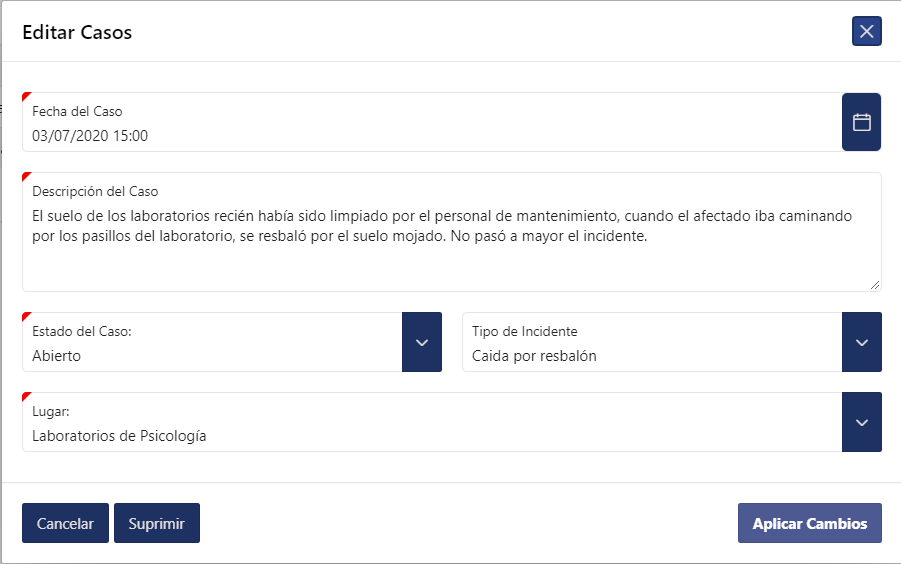 Editar Casos
Fecha del Caso
03/07/2020 15:00
Descripción del Caso
El suelo de los laboratorios recién había sido limpiado por el personal de mantenimiento, cuando el afectado iba caminando
por los pasillos del laboratorio, se resbaló por el suelo mojado. No pasó a mayor el incidente.
Estado del Caso:
Abierto
Tipo de Incidente
Caida por resbalón
Lugar:
Laboratorios de Psicología
Cancelar
Suprimir
Aplicar Cambios